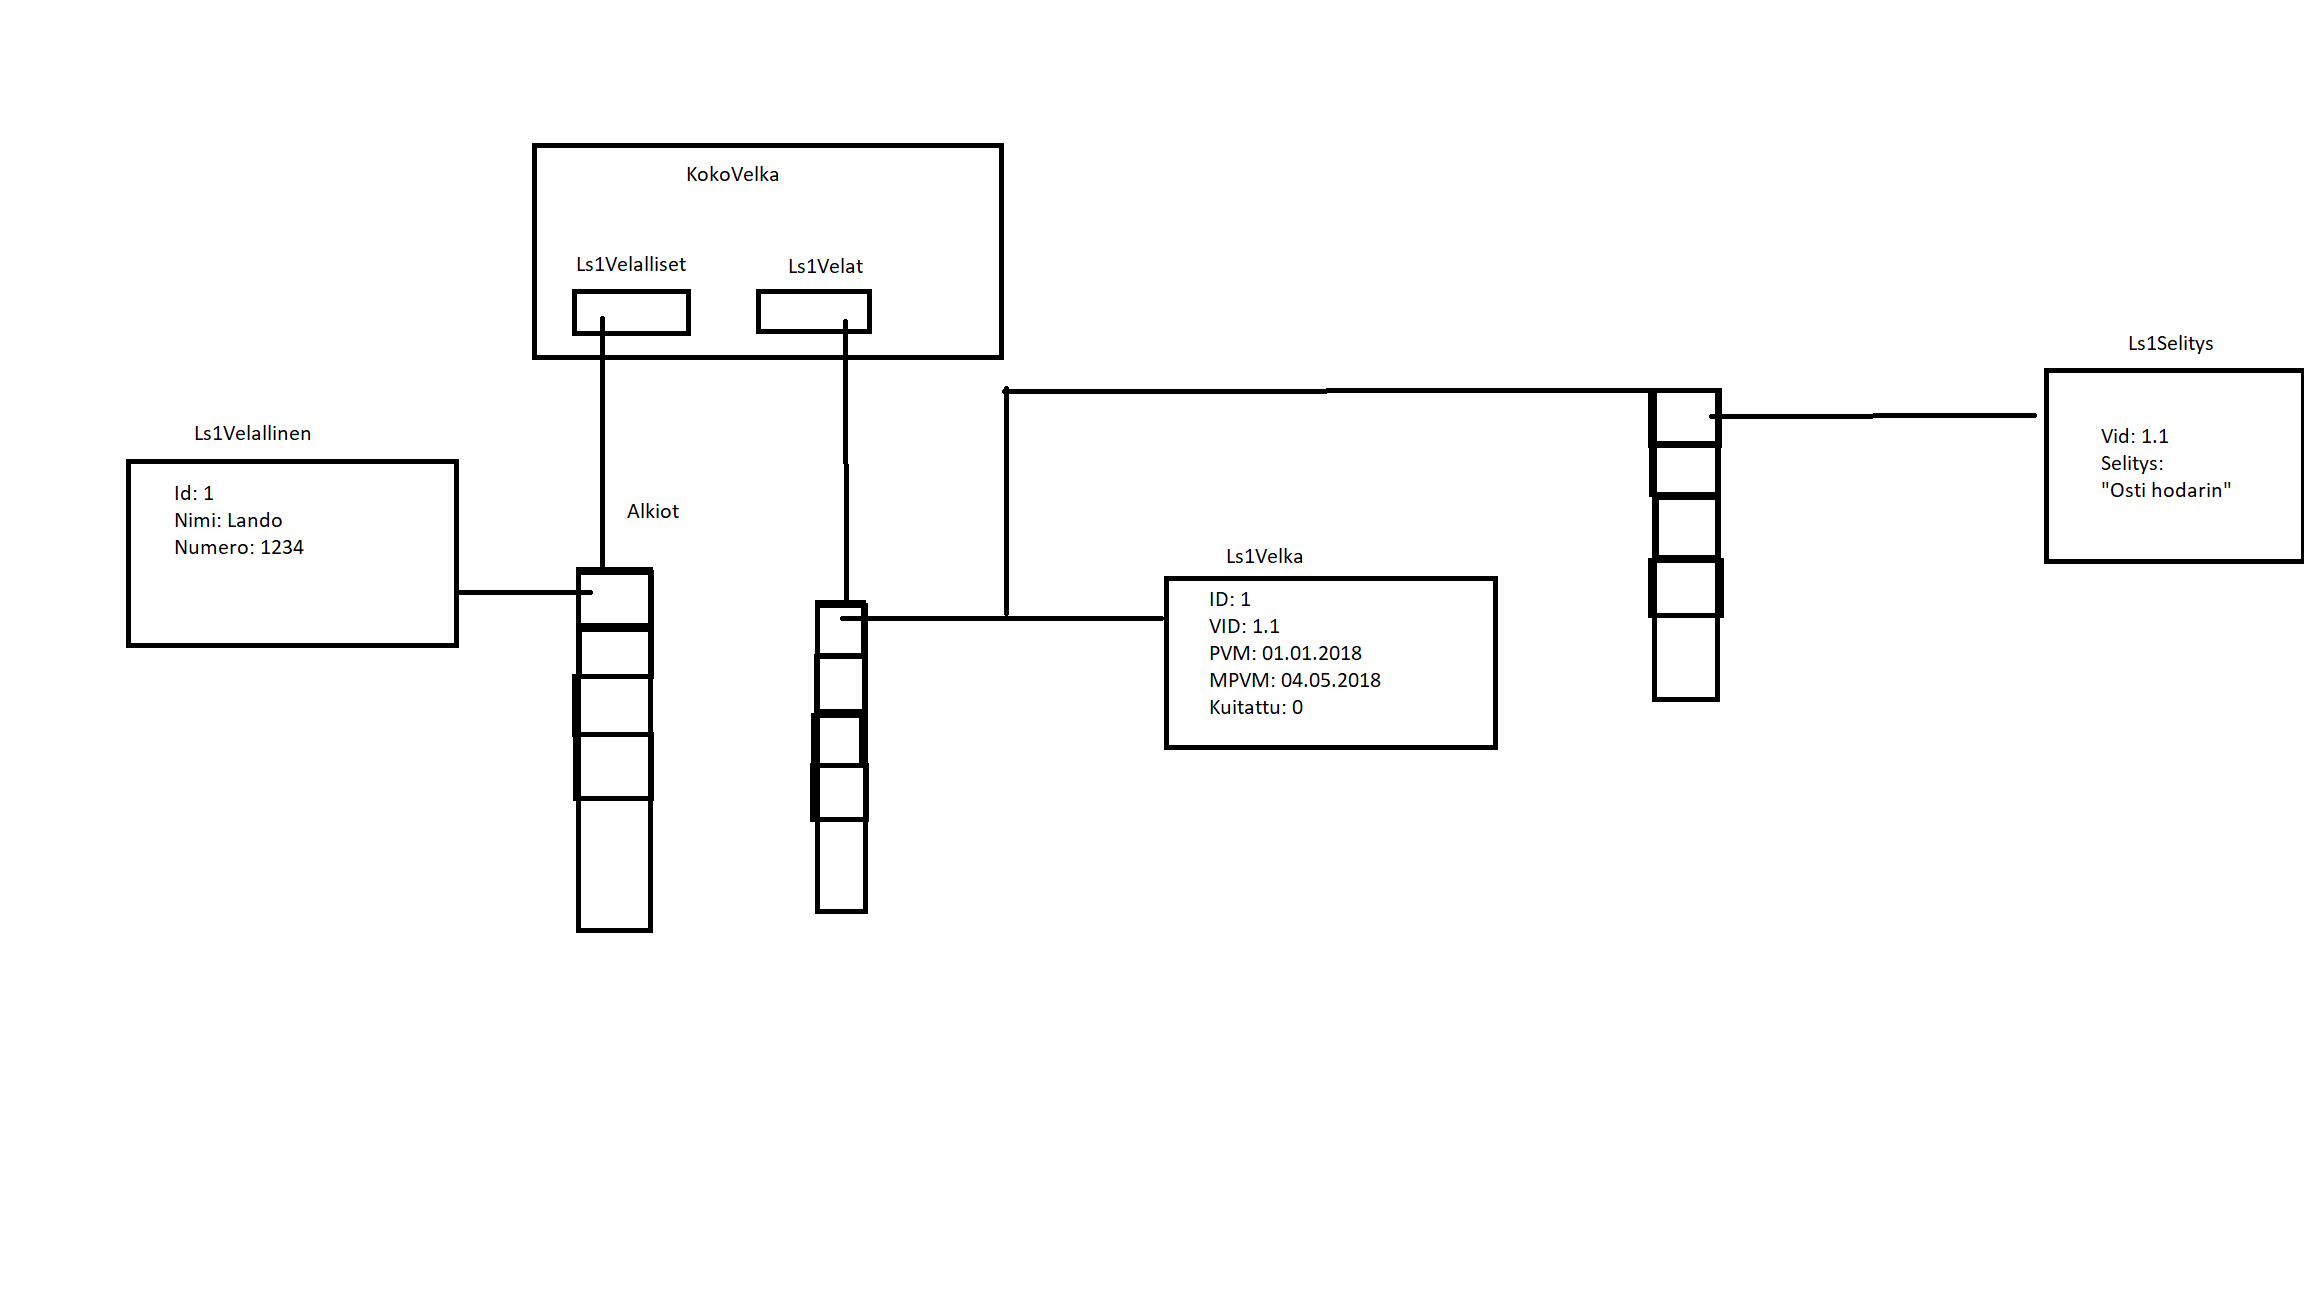 KokoVelka
Ls1Velalliset
Ls1Velat
Ls1Velallinen
Id: 1
Nimi: Lando
Numero: 1234
Alkiot
Ls1Velka
ID: 1
VID: 1.1
PVM: 01.01.2018
MPVM: 04.05.2018
Kuitattu: 0
Ls1Selitys
Vid: 1.1
Selitys:
"Osti hodarin"